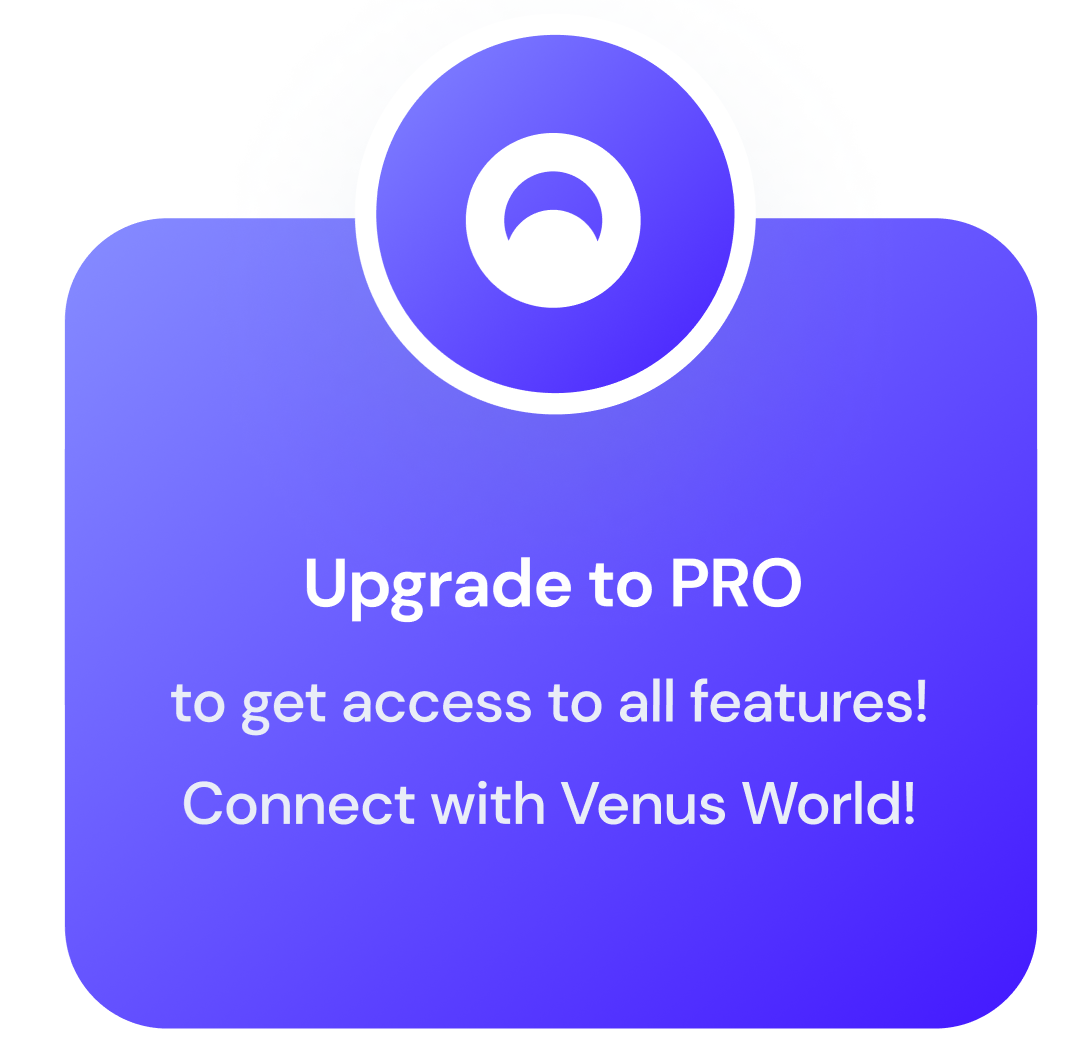 Upgrade to PRO
to get access to all features!
Connect with Venus World!